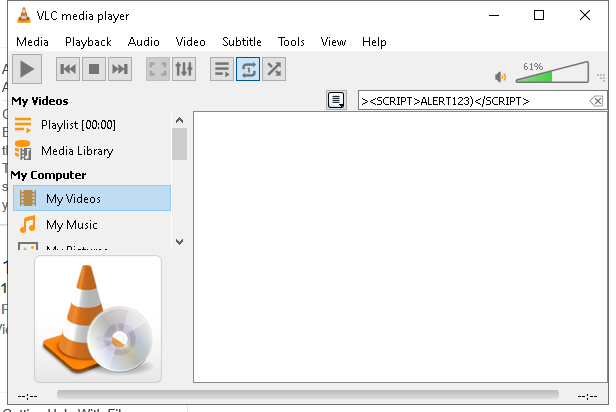 VLC media player
Media Playback Audio Video Subtitle Tools View Help
61%
My Videos
><SCRIPT>ALERT123)</SCRIPT>
Playlist [00:00]
Media Library
My Computer
My Videos
My Music
My Pictures
--:--
--:--